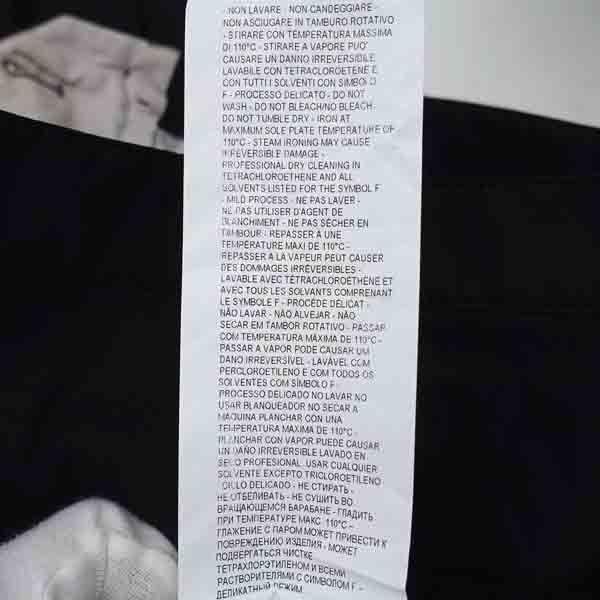 - NON LAVARE - NON CANDEGGIARE -
NON ASCIUGARE IN TAMBURO ROTATIVO
- STIRARE CON TEMPERATURA MASSIMA
DI 110°C - STIRARE A VAPORE PUO'
CAUSARE UN DANNO IRREVERSIBILE
LAVABILE CON TETRACLOROETENE E
CON TUTTI I SOLVENTI CON SIMBOLO
F - PROCESSO DELICATO - DO NOT
WASH - DO NOT BLEACH/NO BLEACH -
DO NOT TUMBLE DRY - IRON AT
MAXIMUM SOLE PLATE TEMPERATURE OF
110°C - STEAM IRONING MAY CAUSE
IRREVERSIBLE DAMAGE -
PROFESSIONAL DRY CLEANING IN
TETRACHLOROETHENE AND ALL
SOLVENTS LISTED FOR THE SYMBOL F
- MILD PROCESS - NE PAS LAVER -
NE PAS UTILISER D'AGENT DE
BLANCHIMENT - NE PAS SÉCHER EN
TAMBOUR - REPASSER À UNE
TEMPÉRATURE MAXI DE 110°C -
REPASSER A LA VAPEUR PEUT CAUSER
DES DOMMAGES IRRÉVERSIBLES -
LAVABLE AVEC TÉTRACHLOROÉTHÈNE ET
AVEC TOUS LES SOLVANTS COMPRENANT
LE SYMBOLE F - PROCÉDÉ DÉLICAT -
NÃO LAVAR - NÃO ALVEJAR - NÃO
SECAR EM TAMBOR ROTATIVO - PASSAR
COM TEMPERATURA MÁXIMA DE 110°C -
PASSAR A VAPOR PODE CAUSAR UM
DANO IRREVERSÍVEL - LAVÁVEL COM
PERCLOROETILENO E COM TODOS OS
SOLVENTES COM SÍMBOLO F -
PROCESSO DELICADO NO LAVAR NO
USAR BLANQUEADOR NO SECAR A
MAQUINA PLANCHAR CON UNA
TEMPERATURA MAXIMA DE 110°C -
PLANCHAR CON VAPOR PUEDE CAUSAR
UN DAÑO IRREVERSIBLE LAVADO EN
SECO PROFESIONAL .USAR CUALQUIER
SOLVENTE EXCEPTO TRICLOROETILENO
CICLO DELICADO - НЕ СТИРАТЬ -
НЕ ОТБЕЛИВАТЬ - НЕ СУШИТЬ ВО
ВРАЩАЮЩЕМСЯ БАРАБАНЕ - ГЛАДИТЬ
ПРИ ТЕМПЕРАТУРЕ МАКС. 110°C -
ГЛАЖЕНИЕ С ПАРОМ МОЖЕТ ПРИВЕСТИ К
ПОВРЕЖДЕНИЮ ИЗДЕЛИЯ - МОЖЕТ
ПОДВЕРГАТЬСЯ ЧИСТКЕ
ТЕТРАХЛОРЭТИЛЕНОМ И ВСЕМИ
РАСТВОРИТЕЛЯМИ С СИМВОЛОМ F -
ДЕЛИКАТНЫЙ РЕЖИМ